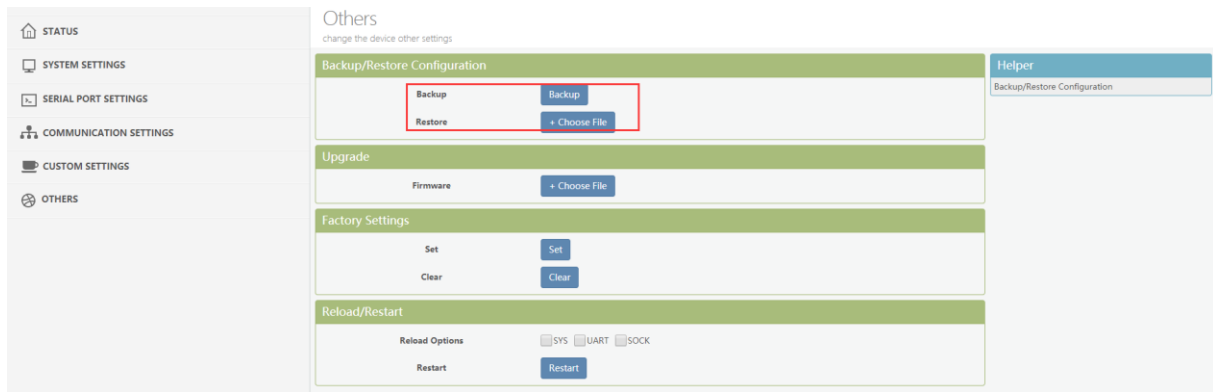 STATUS
SYSTEM SETTINGS
SERIAL PORT SETTINGS
COMMUNICATION SETTINGS
CUSTOM SETTINGS
OTHERS
Others
change the device other settings
Backup/Restore Configuration
Backup Backup
Restore + Choose File
Upgrade
Firmware + Choose File
Factory Settings
Set Set
Clear Clear
Reload/Restart
Reload Options SYS UART SOCK
Restart Restart
Helper
Backup/Restore Configuration